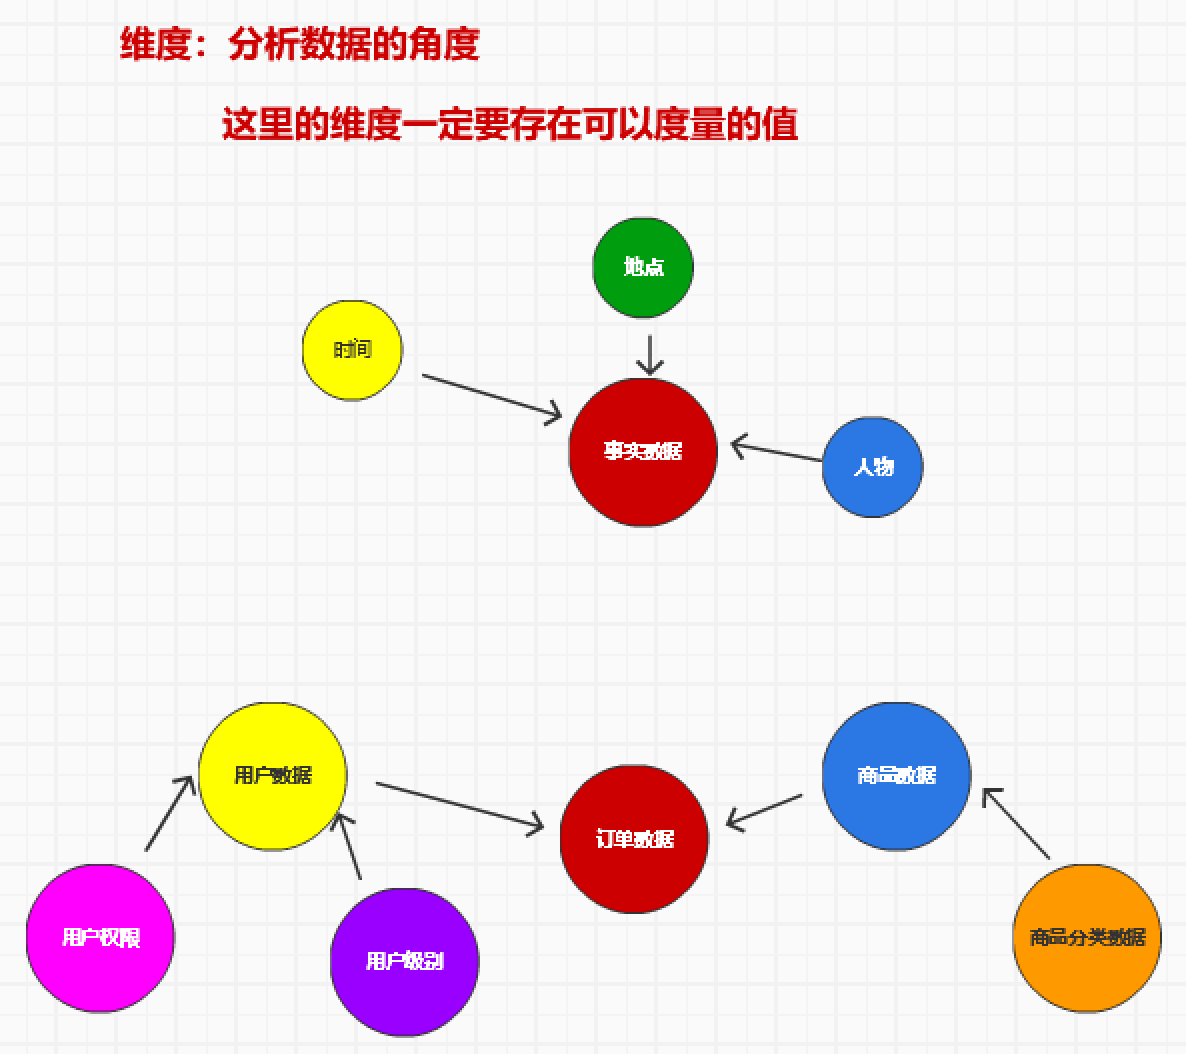 维度：分析数据的角度
这里的维度一定要存在可以度量的值
地点
时间
事实数据
人物
用户数据
商品数据
订单数据
用户权限
用户级别
商品分类数据